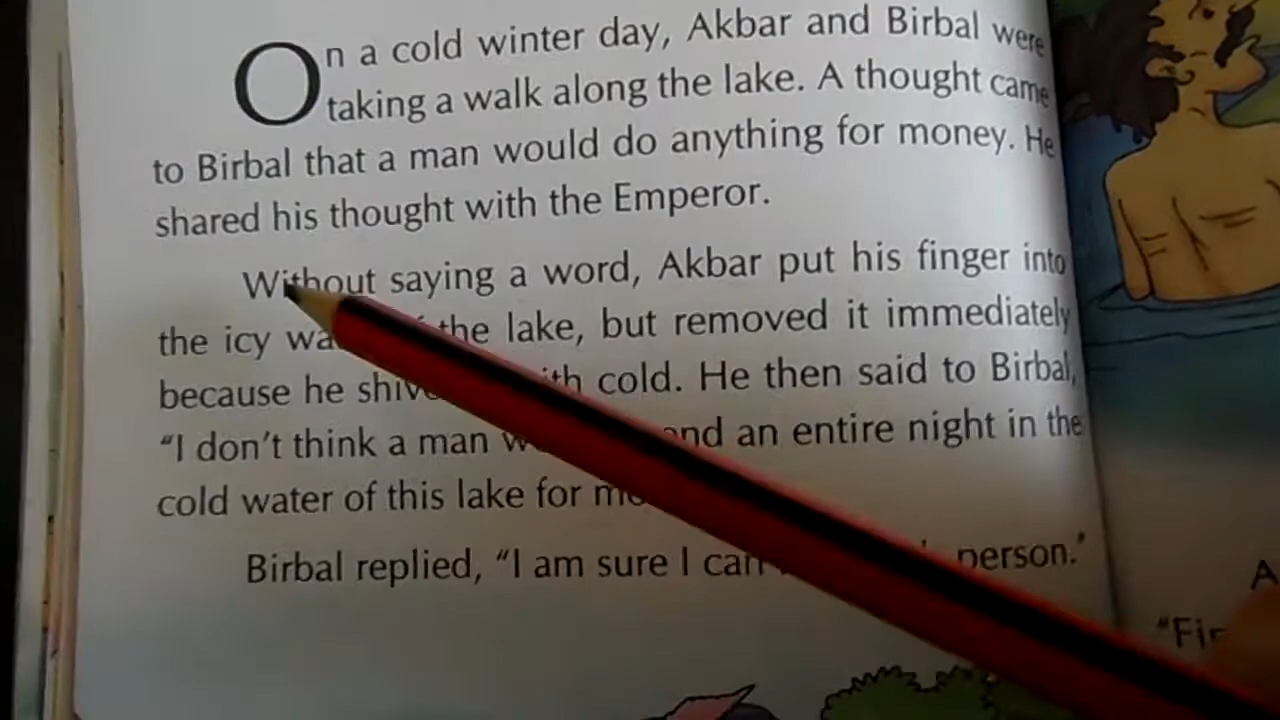 On a cold winter day, Akbar and Birbal were
taking a walk along the lake. A thought came
to Birbal that a man would do anything for money. He
shared his thought with the Emperor.
Without saying a word, Akbar put his finger into
the icy the lake, but removed it immediately
because he cold. He then said to Birbal,
“I don’t think a man an entire night in the
cold water of this lake for
Birbal replied, “I am sure I can person.’
A
“Fin